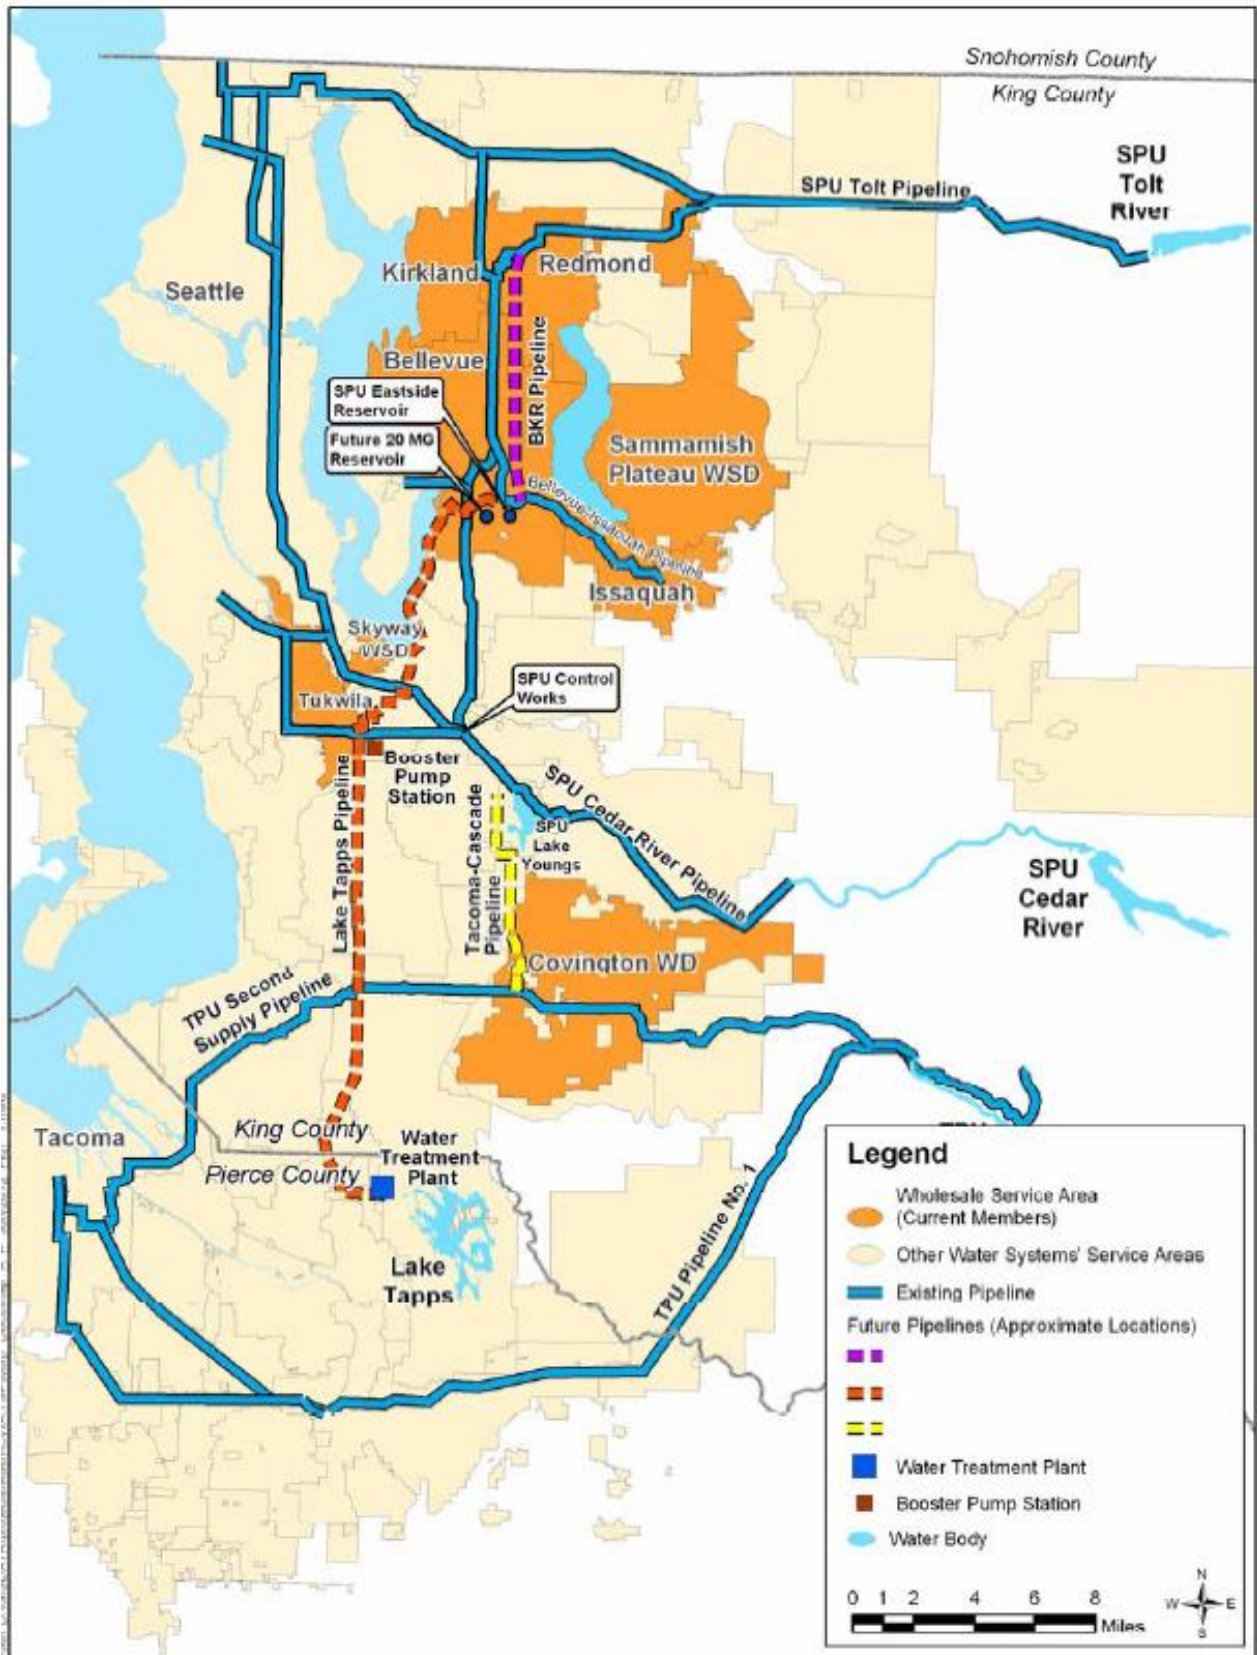 Snohomish County
King County
SPU
Tolt
River
SPU Tolt Pipeline
Kirkland
Redmond
Seattle
Bellevue
SPU Eastside
Reservoir
BKR Pipeline
Future 20 MG
Reservoir
Sammamish
Plateau WSD
Bellevue-Issaquah Pipeline
Issaquah
Skyway
WSD
SPU Control
Works
Tukwila
Booster
Pump
Station
Lake Tapps Pipeline
Tacoma-Cascade
Pipeline
SPU Cedar River Pipeline
SPU
Lake
Youngs
SPU
Cedar
River
Covington WD
TPU Second
Supply Pipeline
Tacoma
King County
Pierce County
Water
Treatment
Plant
Lake
Tapps
TPU Pipeline No. 1
Legend
Wholesale Service Area
(Current Members)
Other Water Systems' Service Areas
Existing Pipeline
Future Pipelines (Approximate Locations)
Water Treatment Plant
Booster Pump Station
Water Body
N
W E
S
0 1 2 4 6 8
Miles